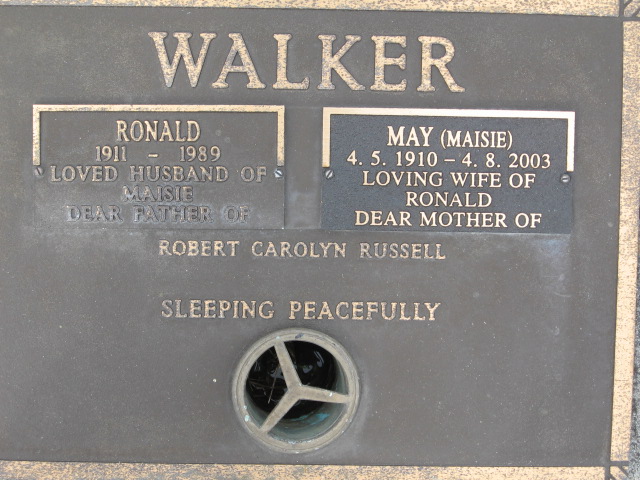 WALKER
RONALD
1911 - 1989
LOVED HUSBAND OF
MAISIE
DEAR FATHER OF
MAY (MAISIE)
4. 5. 1910 – 4. 8. 2003
LOVING WIFE OF
RONALD
DEAR MOTHER OF
ROBERT CAROLYN RUSSELL
SLEEPING PEACEFULLY